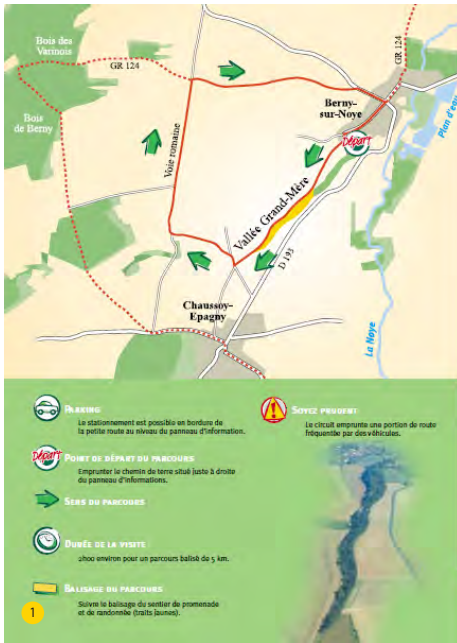 Bois des
Varinois
GR 124
GR 124
Bois
de Berny
Berny-
sur-Noye
Plan d'eau
Départ
Voie romaine
Vallée Grand-Mère
D 193
Chaussoy-
Epagny
La Noye
PARKING
Le stationnement est possible en bordure de
la petite route au niveau du panneau d'information.
Départ
POINT DE DÉPART DU PARCOURS
Emprunter le chemin de terre situé juste à droite
du panneau d'informations.
SENS DU PARCOURS
DURÉE DE LA VISITE
2h00 environ pour un parcours balisé de 5 km.
BALISAGE DU PARCOURS
Suivre le balisage du sentier de promenade
et de randonnée (traits jaunes).
1
SOYEZ PRUDENT
Le circuit emprunte une portion de route
fréquentée par des véhicules.